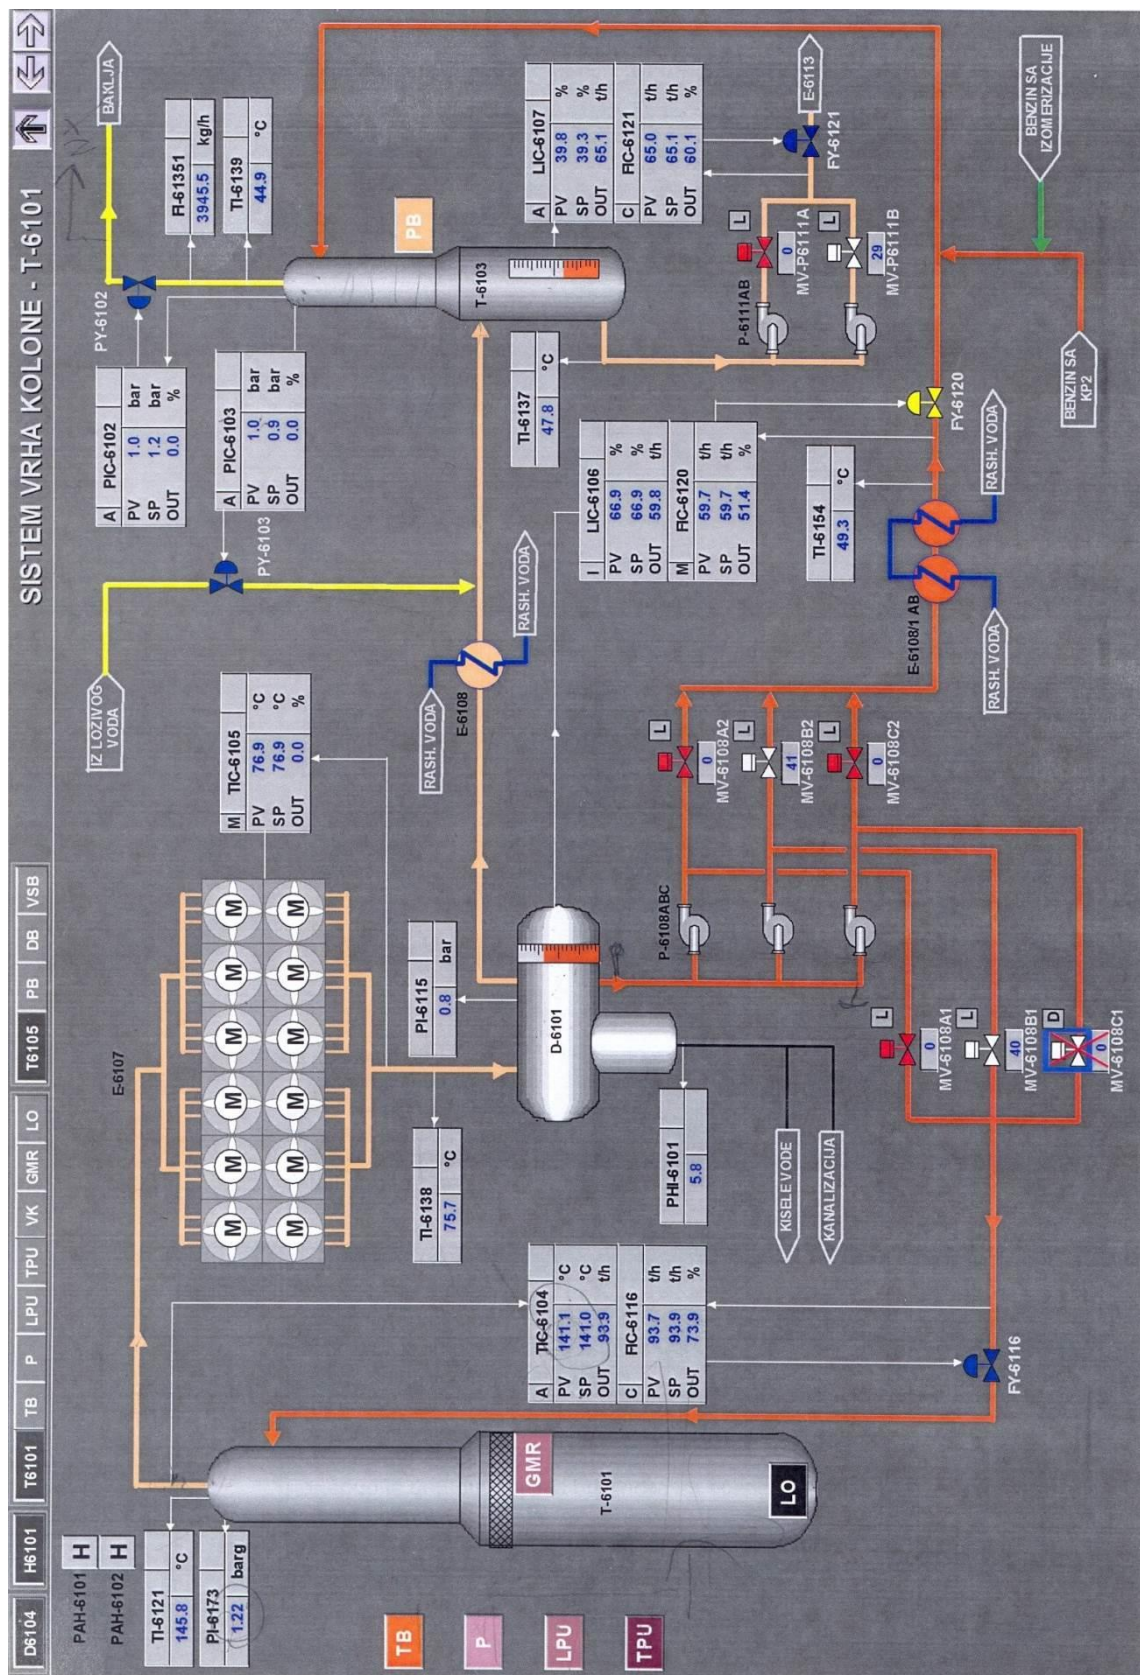 SISTEM VRHA KOLONE - T-6101
D6104
H6101
T6101
TB
P
LPU
TPU
VK
GMR
LO
T6105
PB
DB
VSB
PAH-6101
H
PAH-6102
H
TI-6121
145.8 °C
PI-6173
1.22 barg
TB
P
LPU
TPU
GMR
T-6101
LO
E-6107
M M M M M M
M M M M M M
M TIC-6105
PV 76.9 °C
SP 76.9 °C
OUT 0.0 %
IZ LOZIVOG
VODA
PY-6103
A PIC-6102
PV 1.0 bar
SP 1.2 bar
OUT 0.0 %
PY-6102
A PIC-6103
PV 1.0 bar
SP 0.9 bar
OUT 0.0 %
BAKLJA
FI-61351
3945.5 kg/h
TI-6139
44.9 °C
TI-6138
75.7 °C
PI-6115
0.8 bar
RASH. VODA
E-6108
RASH. VODA
T-6103
PB
A TIC-6104
PV 141.1 °C
SP 141.0 °C
OUT 93.9 t/h
C FIC-6116
PV 93.7 t/h
SP 93.9 t/h
OUT 73.9 %
FY-6116
D-6101
PHI-6101
5.8
KISELE VODE
KANALIZACIJA
I LIC-6106
PV 66.9 %
SP 66.9 %
OUT 59.8 t/h
M FIC-6120
PV 59.7 t/h
SP 59.7 t/h
OUT 51.4 %
TI-6137
47.8 °C
A LIC-6107
PV 39.8 %
SP 39.3 %
OUT 65.1 t/h
C FIC-6121
PV 65.0 t/h
SP 65.1 t/h
OUT 60.1 %
E-6113
FY-6121
P-6111AB
L
0
MV-P6111A
L
29
MV-P6111B
P-6108ABC
L
0
MV-6108A2
L
41
MV-6108B2
L
0
MV-6108C2
L
0
MV-6108A1
L
40
MV-6108B1
D
0
MV-6108C1
TI-6154
49.3 °C
E-6108/1 AB
RASH. VODA
RASH. VODA
FY-6120
BENZIN SA
KP2
BENZIN SA
IZOMERIZACIJE